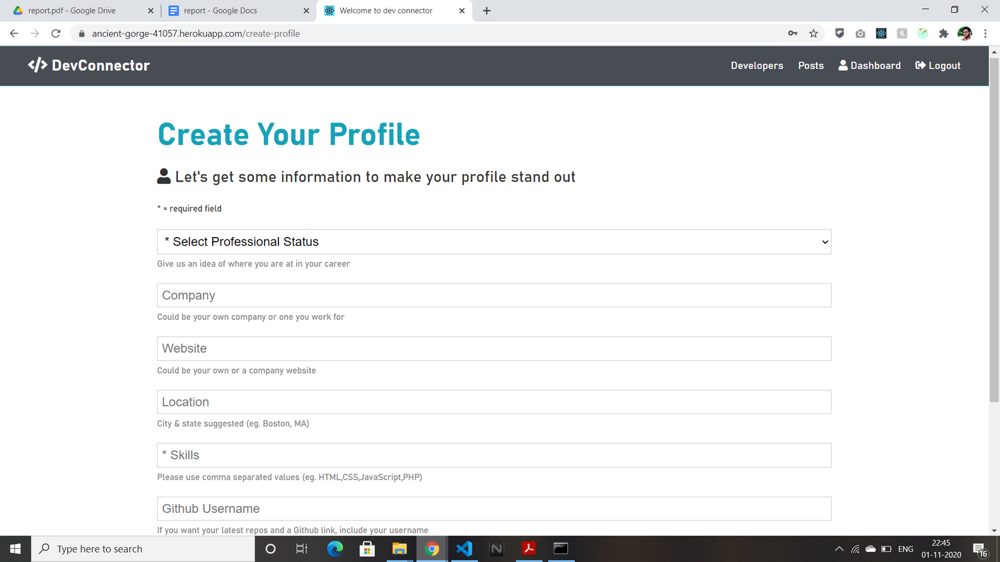 report.pdf - Google Drive
report - Google Docs
Welcome to dev connector
ancient-gorge-41057.herokuapp.com/create-profile
</> DevConnector
Developers
Posts
Dashboard
Logout
Create Your Profile
Let's get some information to make your profile stand out
* = required field
* Select Professional Status
Give us an idea of where you are at in your career
Company
Could be your own company or one you work for
Website
Could be your own or a company website
Location
City & state suggested (eg. Boston, MA)
* Skills
Please use comma separated values (eg. HTML,CSS,JavaScript,PHP)
Github Username
If you want your latest repos and a Github link, include your username
Type here to search
ENG
22:45
01-11-2020
16